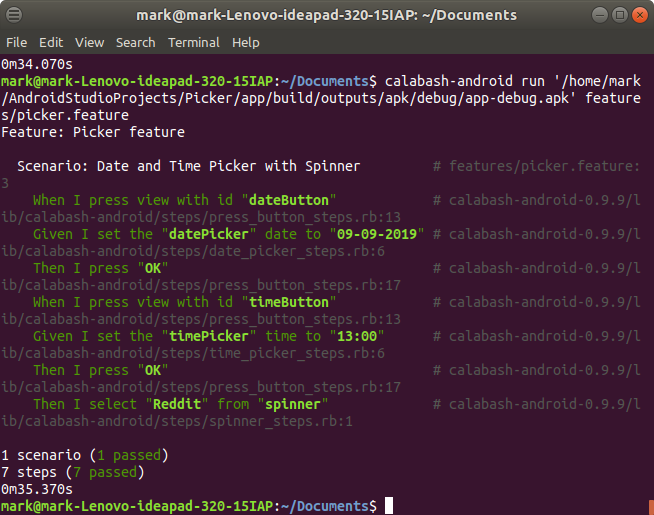 mark@mark-Lenovo-ideapad-320-15IAP: ~/Documents
File Edit View Search Terminal Help
0m34.070s
mark@mark-Lenovo-ideapad-320-15IAP:~/Documents$ calabash-android run '/home/mark
/AndroidStudioProjects/Picker/app/build/outputs/apk/debug/app-debug.apk' feature
s/picker.feature
Feature: Picker feature
Scenario: Date and Time Picker with Spinner # features/picker.feature:
3
When I press view with id "dateButton" # calabash-android-0.9.9/l
ib/calabash-android/steps/press_button_steps.rb:13
Given I set the "datePicker" date to "09-09-2019" # calabash-android-0.9.9/l
ib/calabash-android/steps/date_picker_steps.rb:6
Then I press "OK" # calabash-android-0.9.9/l
ib/calabash-android/steps/press_button_steps.rb:17
When I press view with id "timeButton" # calabash-android-0.9.9/l
ib/calabash-android/steps/press_button_steps.rb:13
Given I set the "timePicker" time to "13:00" # calabash-android-0.9.9/l
ib/calabash-android/steps/time_picker_steps.rb:6
Then I press "OK" # calabash-android-0.9.9/l
ib/calabash-android/steps/press_button_steps.rb:17
Then I select "Reddit" from "spinner" # calabash-android-0.9.9/l
ib/calabash-android/steps/spinner_steps.rb:1
1 scenario (1 passed)
7 steps (7 passed)
0m35.370s
mark@mark-Lenovo-ideapad-320-15IAP:~/Documents$